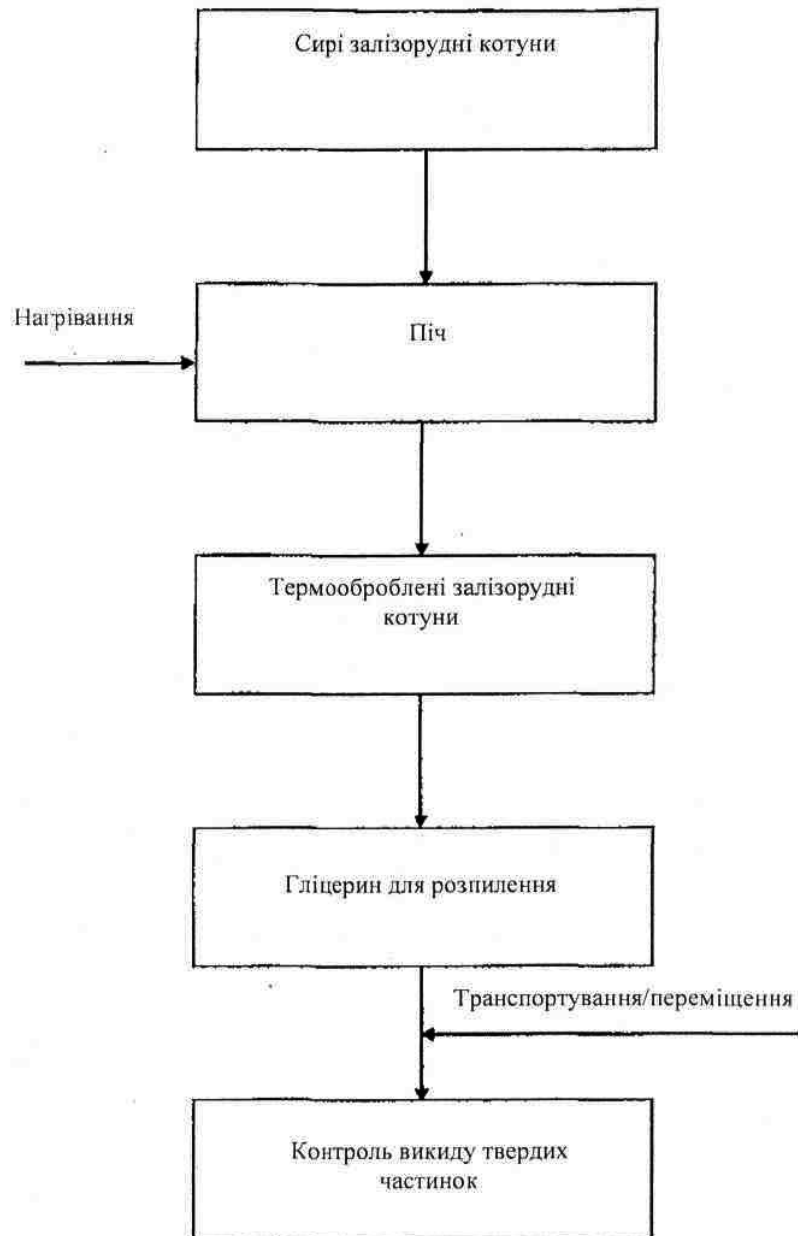 Сирі залізорудні котуни
Нагрівання
Піч
Термооброблені залізорудні
котуни
Гліцерин для розпилення
Транспортування/переміщення
Контроль викиду твердих
частинок